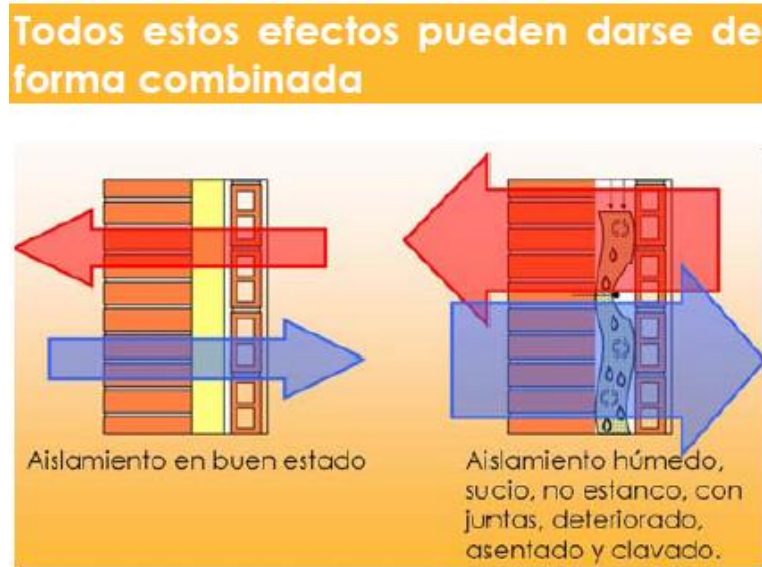 Todos estos efectos pueden darse de
forma combinada
Aislamiento en buen estado
Aislamiento húmedo,
sucio, no estanco, con
juntas, deteriorado,
asentado y clavado.